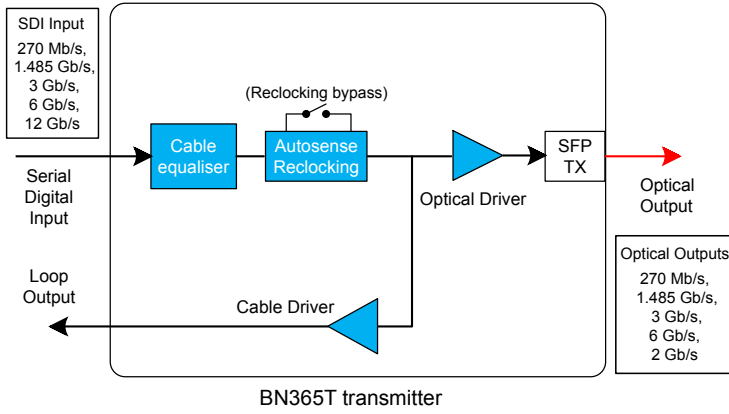 SDI Input
270 Mb/s,
1.485 Gb/s,
3 Gb/s,
6 Gb/s,
12 Gb/s
(Reclocking bypass)
Cable
equaliser
Autosense
Reclocking
SFP
TX
Serial
Digital
Input
Optical Driver
Optical
Output
Loop
Output
Cable Driver
Optical Outputs
270 Mb/s,
1.485 Gb/s,
3 Gb/s,
6 Gb/s,
2 Gb/s
BN365T transmitter